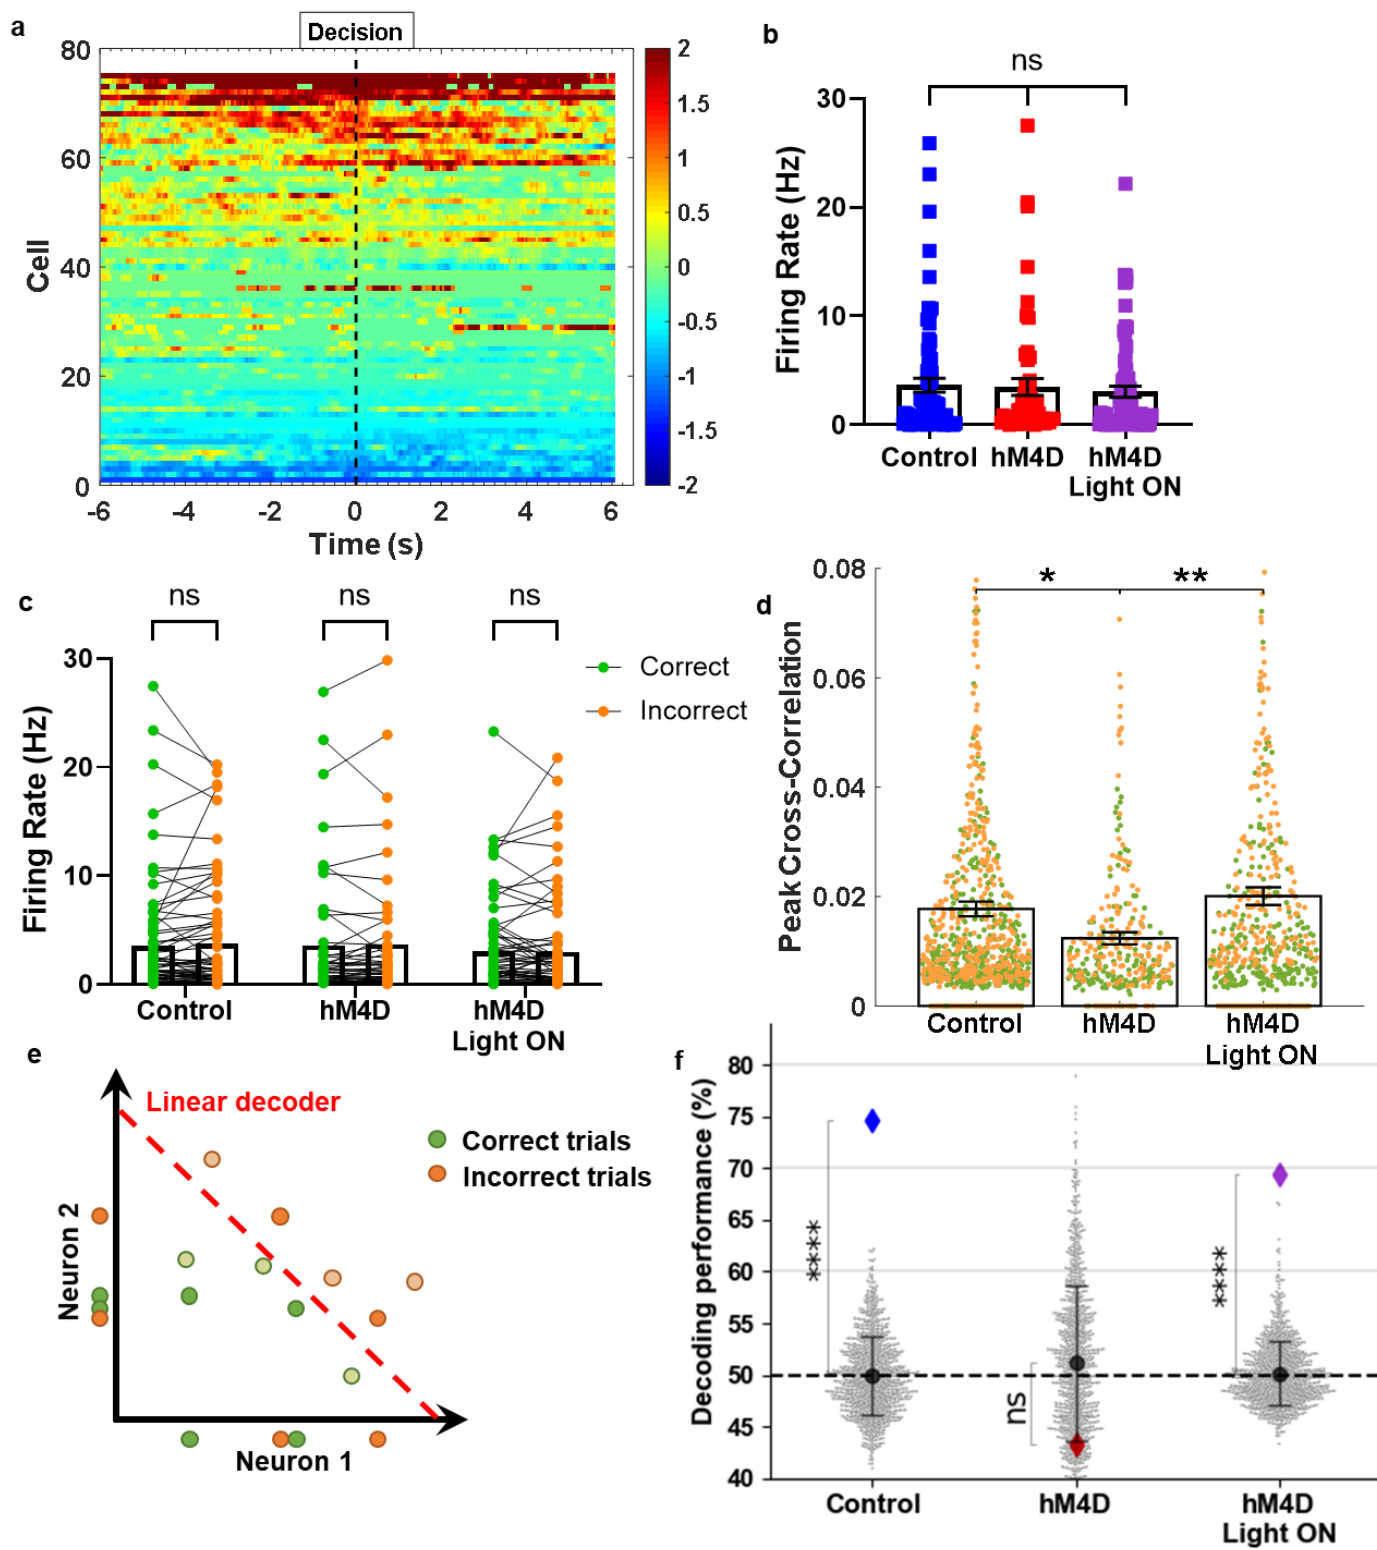 a
Decision
80
60
40
20
0
Cell
-6
-4
-2
0
2
4
6
Time (s)
2
1.5
1
0.5
0
-0.5
-1
-1.5
-2
b
ns
30
20
10
0
Firing Rate (Hz)
Control
hM4D
hM4D
Light ON
c
ns
ns
ns
30
20
10
0
Firing Rate (Hz)
Correct
Incorrect
Control
hM4D
hM4D
Light ON
d
*
**
0.08
0.06
0.04
0.02
0
Peak Cross-Correlation
Control
hM4D
hM4D
Light ON
e
Linear decoder
Correct trials
Incorrect trials
Neuron 2
Neuron 1
f
80
75
70
65
60
55
50
45
40
Decoding performance (%)
****
ns
****
Control
hM4D
hM4D
Light ON